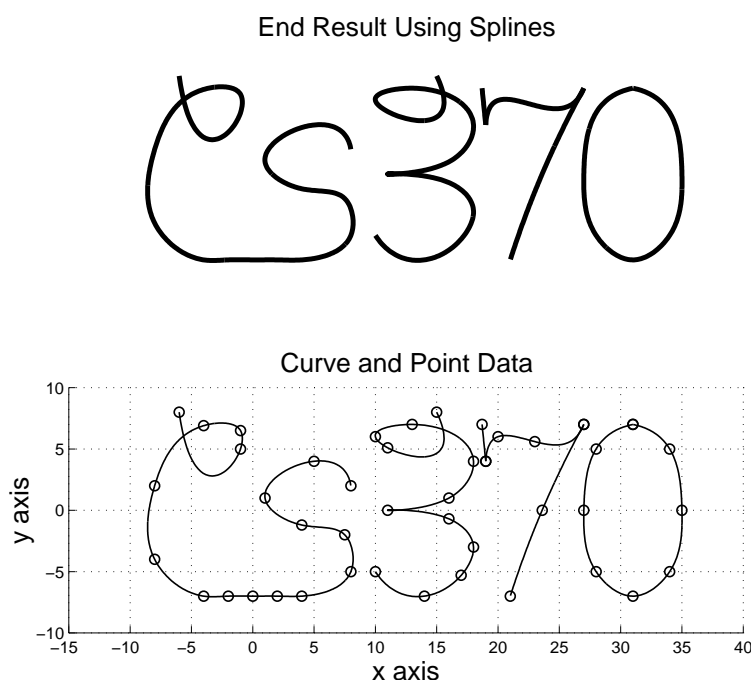 End Result Using Splines
Cs370
Curve and Point Data
10
5
0
−5
−10
y axis
Cs370
−15 −10 −5 0 5 10 15 20 25 30 35 40
x axis